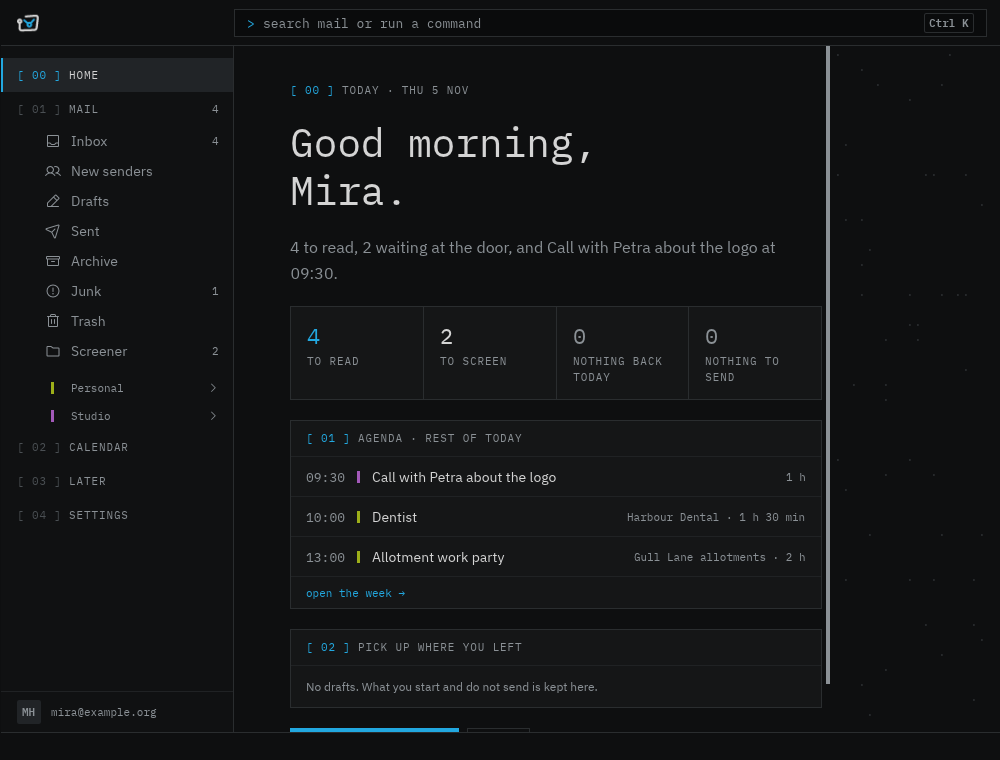 > search mail or run a command
Ctrl K
[ 00 ] HOME
[ 01 ] MAIL 4
Inbox 4
New senders
Drafts
Sent
Archive
Junk 1
Trash
Screener 2
Personal
Studio
[ 02 ] CALENDAR
[ 03 ] LATER
[ 04 ] SETTINGS
MH mira@example.org
[ 00 ] TODAY · THU 5 NOV
Good morning,
Mira.
4 to read, 2 waiting at the door, and Call with Petra about the logo at
09:30.
4
TO READ
2
TO SCREEN
0
NOTHING BACK
TODAY
0
NOTHING TO
SEND
[ 01 ] AGENDA · REST OF TODAY
09:30 Call with Petra about the logo 1 h
10:00 Dentist Harbour Dental · 1 h 30 min
13:00 Allotment work party Gull Lane allotments · 2 h
open the week →
[ 02 ] PICK UP WHERE YOU LEFT
No drafts. What you start and do not send is kept here.